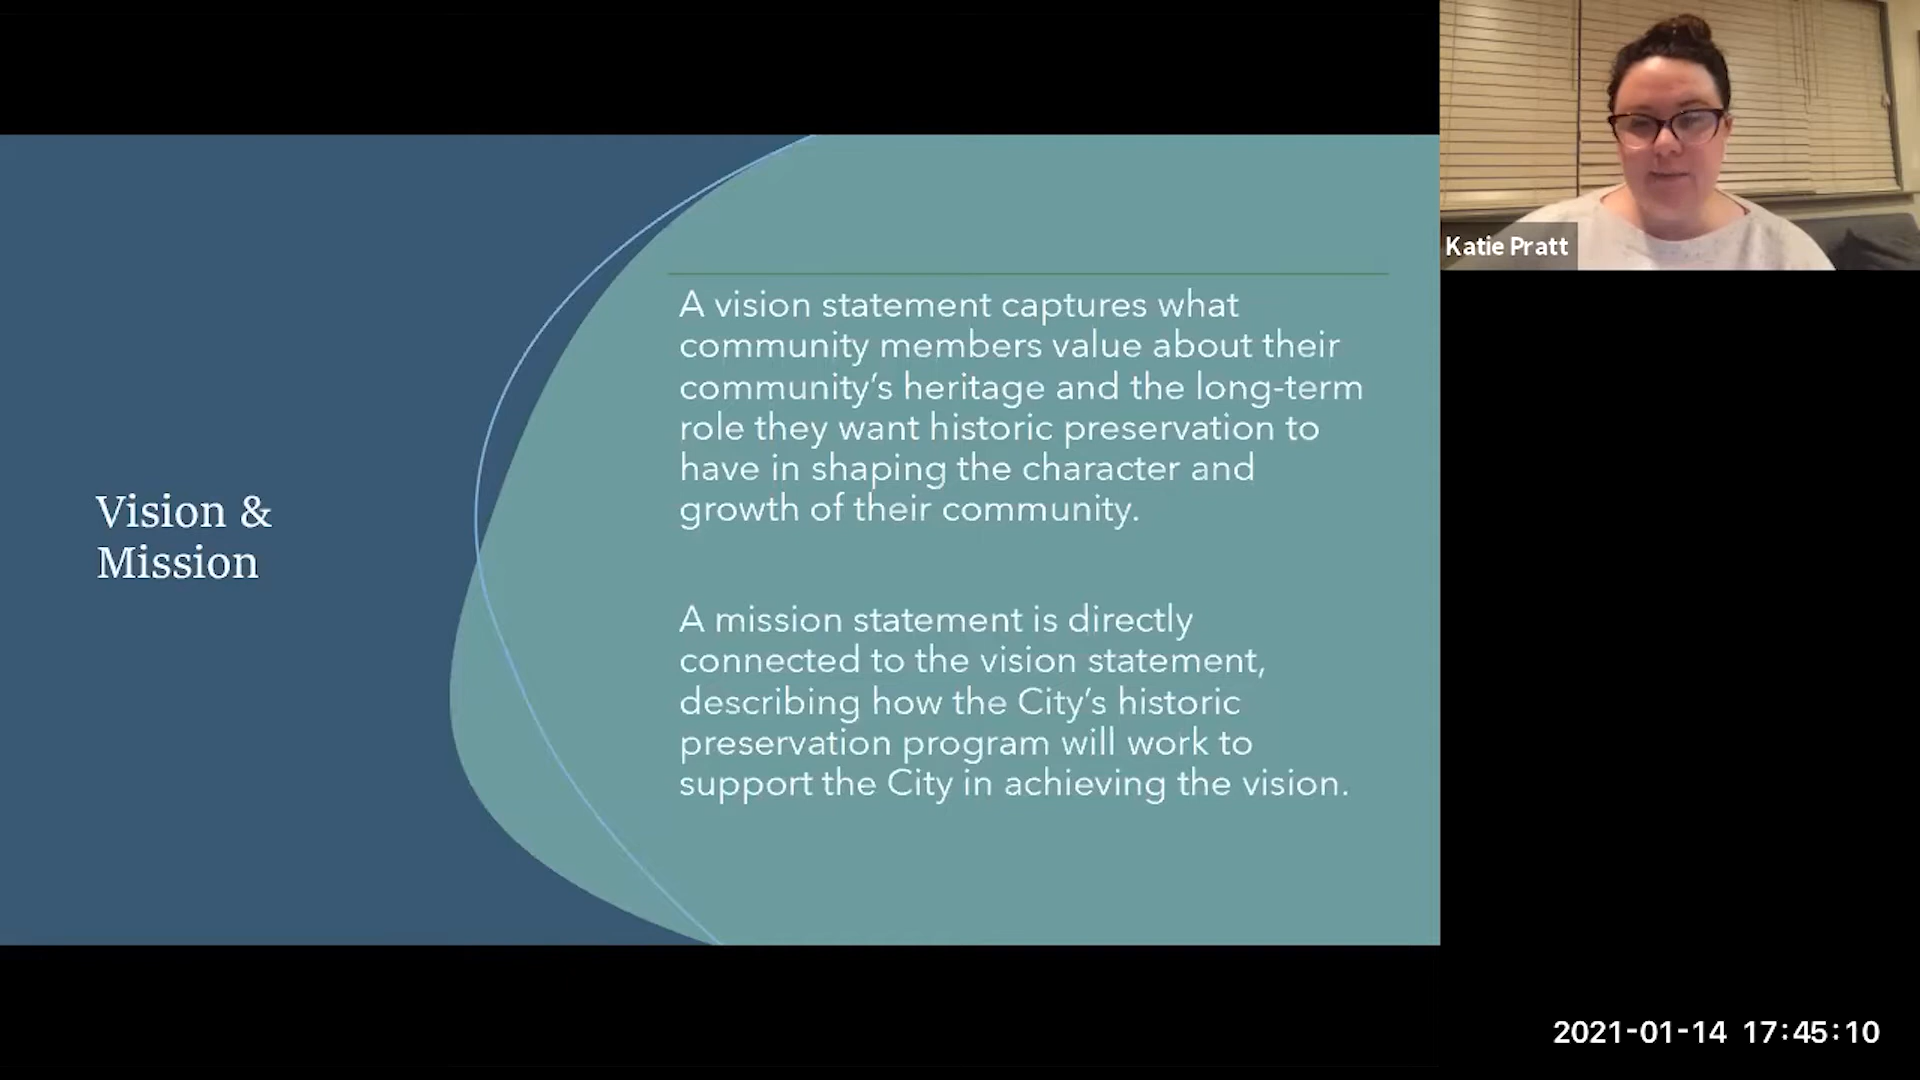 Vision &
Mission
A vision statement captures what
community members value about their
community’s heritage and the long-term
role they want historic preservation to
have in shaping the character and
growth of their community.
A mission statement is directly
connected to the vision statement,
describing how the City’s historic
preservation program will work to
support the City in achieving the vision.
Katie Pratt
2021-01-14 17:45:10